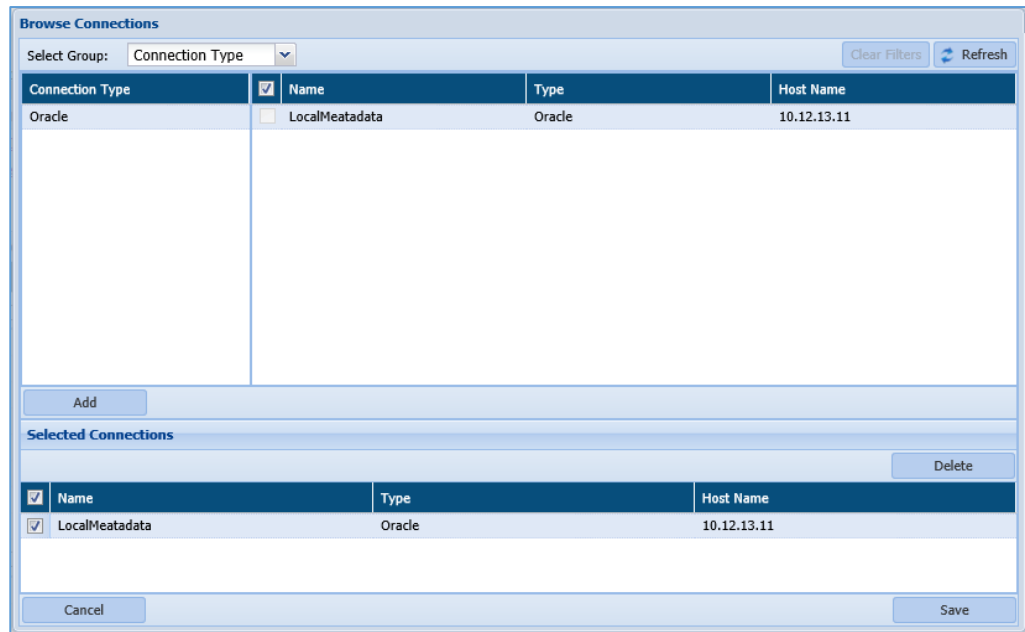 Browse Connections
Select Group: Connection Type Clear Filters Refresh
Connection Type Name Type Host Name
Oracle LocalMeatadata Oracle 10.12.13.11
Add
Selected Connections
Delete
Name Type Host Name
LocalMeatadata Oracle 10.12.13.11
Cancel Save